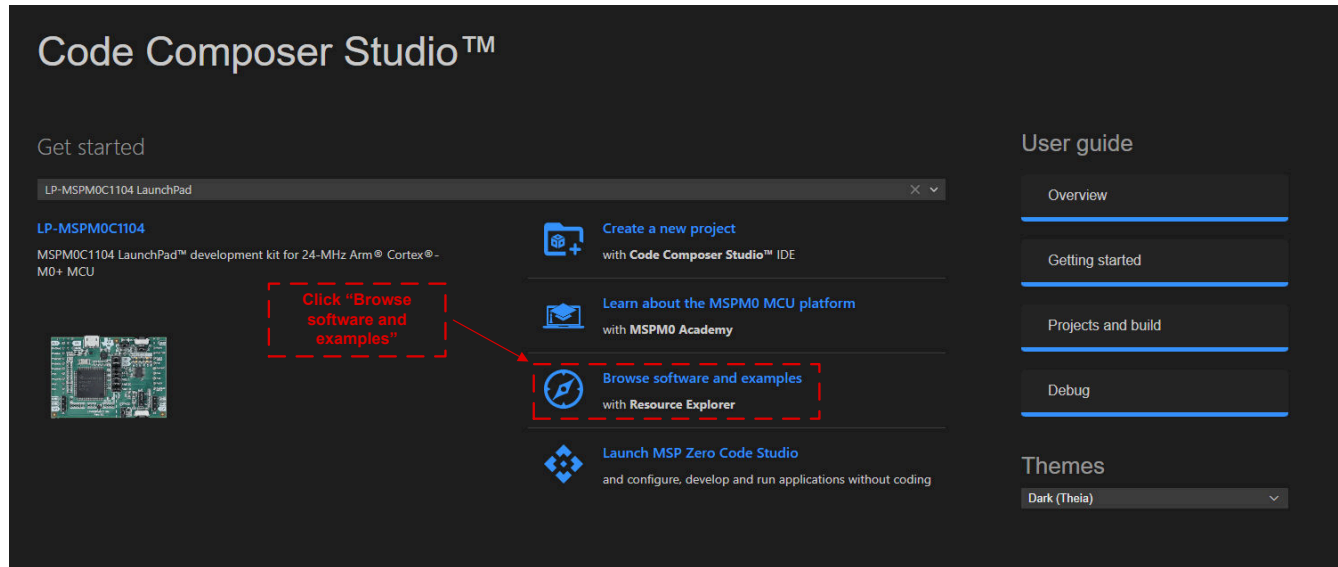 Code Composer Studio™
Get started
LP-MSPM0C1104 LaunchPad
LP-MSPM0C1104
MSPM0C1104 LaunchPad™ development kit for 24-MHz Arm® Cortex®-
M0+ MCU
Click “Browse
software and
examples”
Create a new project
with Code Composer Studio™ IDE
Learn about the MSPM0 MCU platform
with MSPM0 Academy
Browse software and examples
with Resource Explorer
Launch MSP Zero Code Studio
and configure, develop and run applications without coding
User guide
Overview
Getting started
Projects and build
Debug
Themes
Dark (Theia)